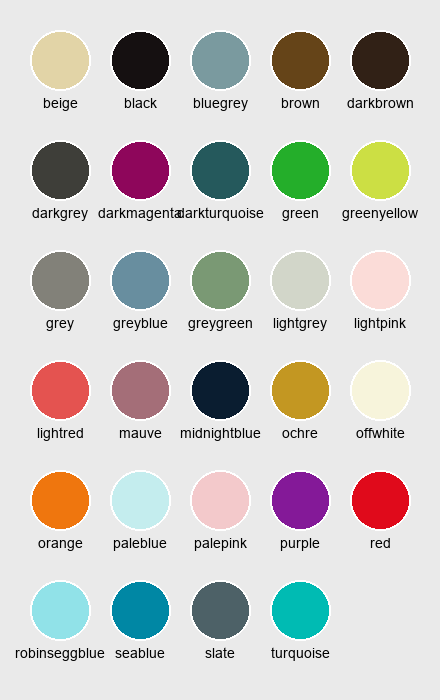 beige black bluegrey brown darkbrown
darkgrey darkmagenta darkturquoise green greenyellow
grey greyblue greygreen lightgrey lightpink
lightred mauve midnightblue ochre offwhite
orange paleblue palepink purple red
robinseggblue seablue slate turquoise